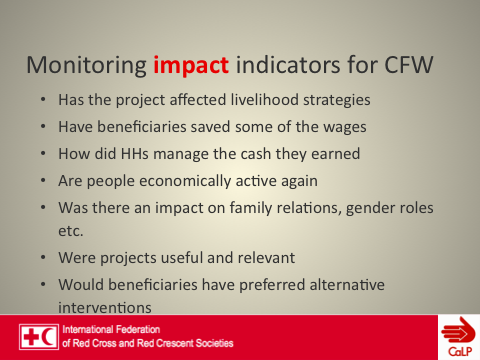 Monitoring impact indicators for CFW
• Has the project affected livelihood strategies
• Have beneficiaries saved some of the wages
• How did HHs manage the cash they earned
• Are people economically active again
• Was there an impact on family relations, gender roles
etc.
• Were projects useful and relevant
• Would beneficiaries have preferred alternative
interventions
International Federation
of Red Cross and Red Crescent Societies
CaLP